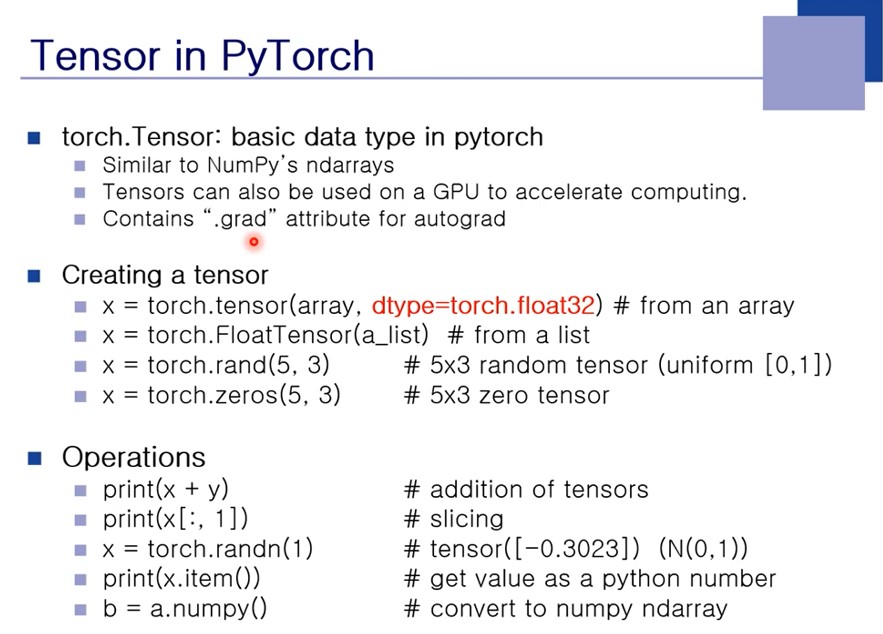 Tensor in PyTorch
torch.Tensor: basic data type in pytorch
Similar to NumPy's ndarrays
Tensors can also be used on a GPU to accelerate computing.
Contains “.grad” attribute for autograd
Creating a tensor
x = torch.tensor(array, dtype=torch.float32) # from an array
x = torch.FloatTensor(a_list) # from a list
x = torch.rand(5, 3) # 5x3 random tensor (uniform [0,1])
x = torch.zeros(5, 3) # 5x3 zero tensor
Operations
print(x + y) # addition of tensors
print(x[:, 1]) # slicing
x = torch.randn(1) # tensor([-0.3023]) (N(0,1))
print(x.item()) # get value as a python number
b = a.numpy() # convert to numpy ndarray